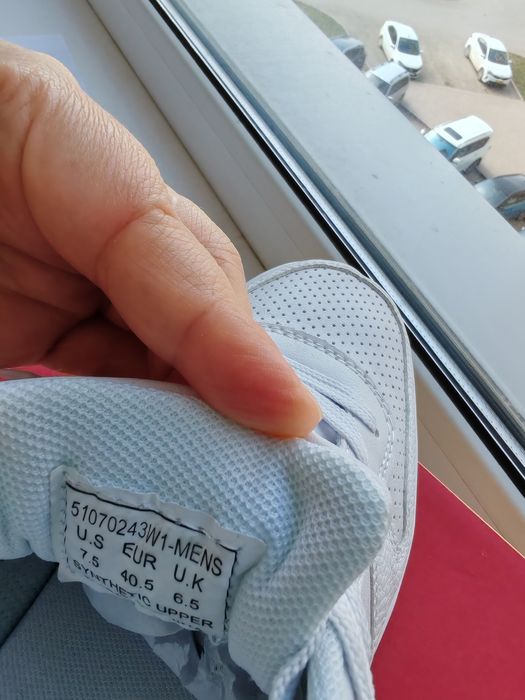 51070243W1-MENS
U.S EUR U.K
7.5 40.5 6.5
SYNTHETIC UPPER